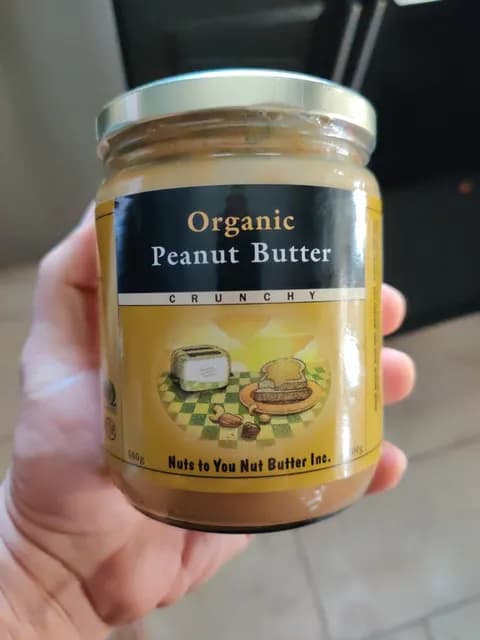 Organic
Peanut Butter
CRUNCHY
500g
Nuts to You Nut Butter Inc.